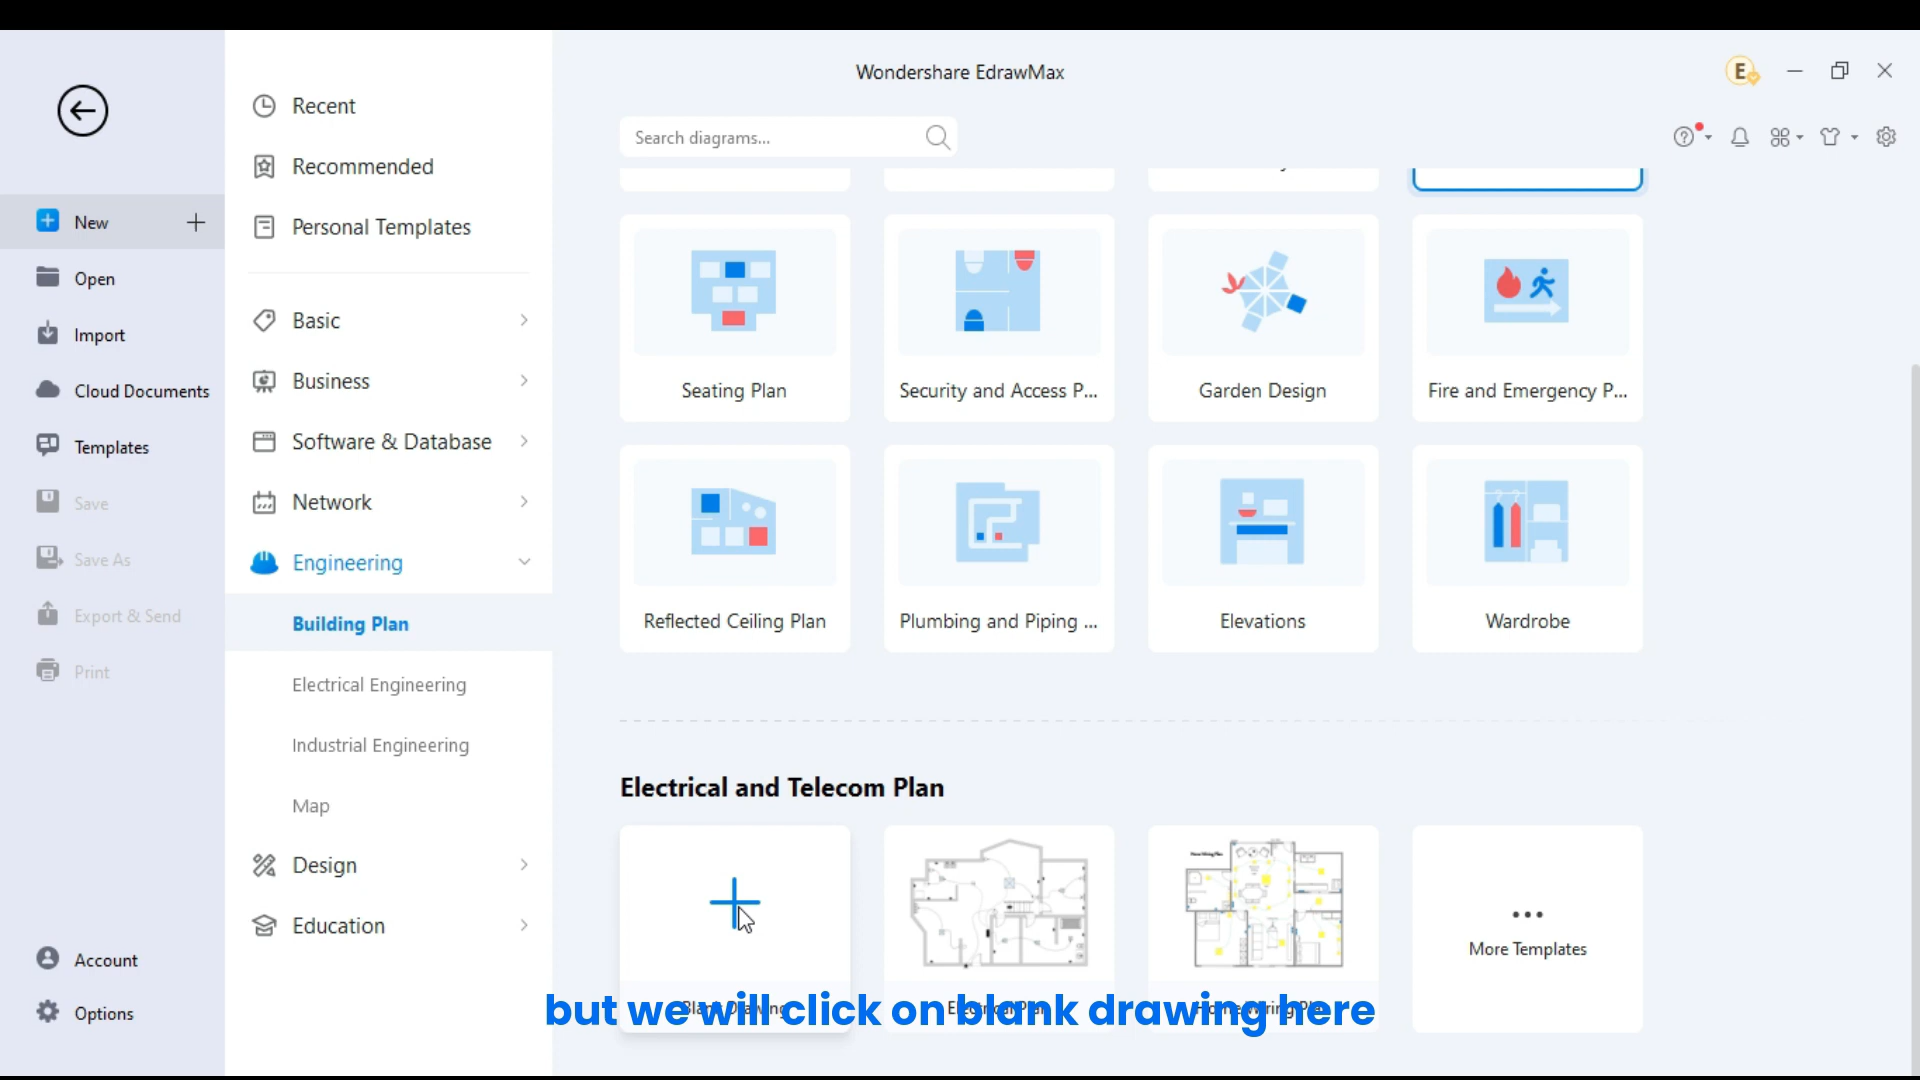 Wondershare EdrawMax
E
Search diagrams...
New
Open
Import
Cloud Documents
Templates
Save
Save As
Export & Send
Print
Account
Options
Recent
Recommended
Personal Templates
Basic
Business
Software & Database
Network
Engineering
Building Plan
Electrical Engineering
Industrial Engineering
Map
Design
Education
Seating Plan
Security and Access P...
Garden Design
Fire and Emergency P...
Reflected Ceiling Plan
Plumbing and Piping ...
Elevations
Wardrobe
Electrical and Telecom Plan
More Templates
but we will click on blank drawing here